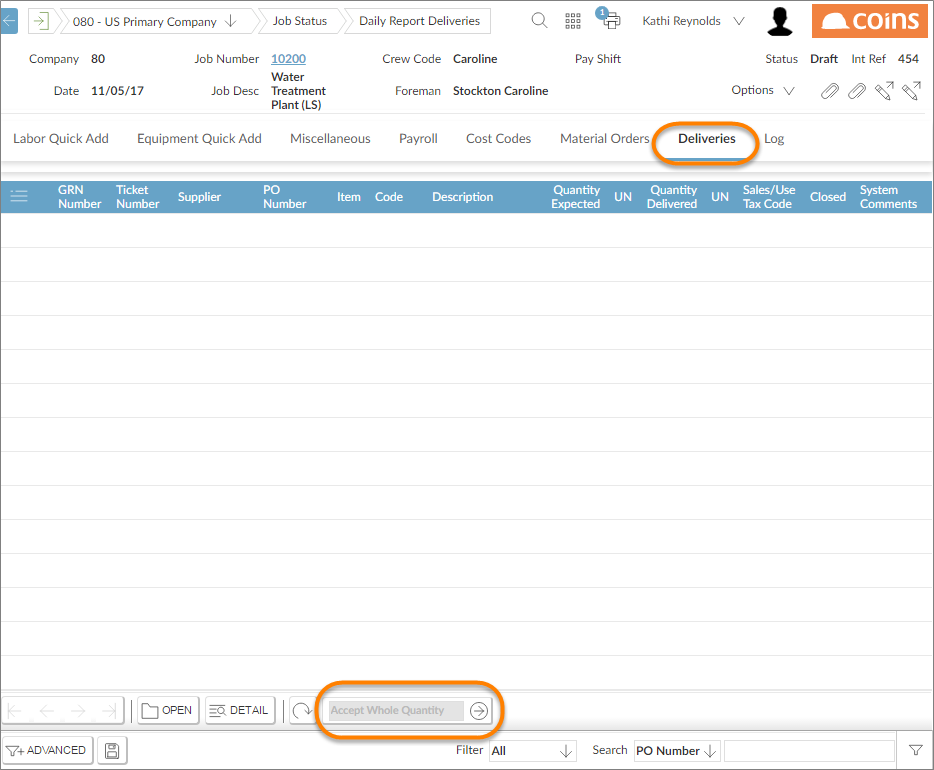 080 - US Primary Company
Job Status
Daily Report Deliveries
1
Kathi Reynolds
coins
Company 80
Job Number 10200
Crew Code Caroline
Pay Shift
Status Draft Int Ref 454
Date 11/05/17
Job Desc Water
Treatment
Plant (LS)
Foreman Stockton Caroline
Options
Labor Quick Add
Equipment Quick Add
Miscellaneous
Payroll
Cost Codes
Material Orders
Deliveries
Log
GRN
Number
Ticket
Number
Supplier
PO
Number
Item
Code
Description
Quantity
Expected
UN
Quantity
Delivered
UN
Sales/Use
Tax Code
Closed
System
Comments
OPEN
DETAIL
Accept Whole Quantity
ADVANCED
Filter All
Search PO Number